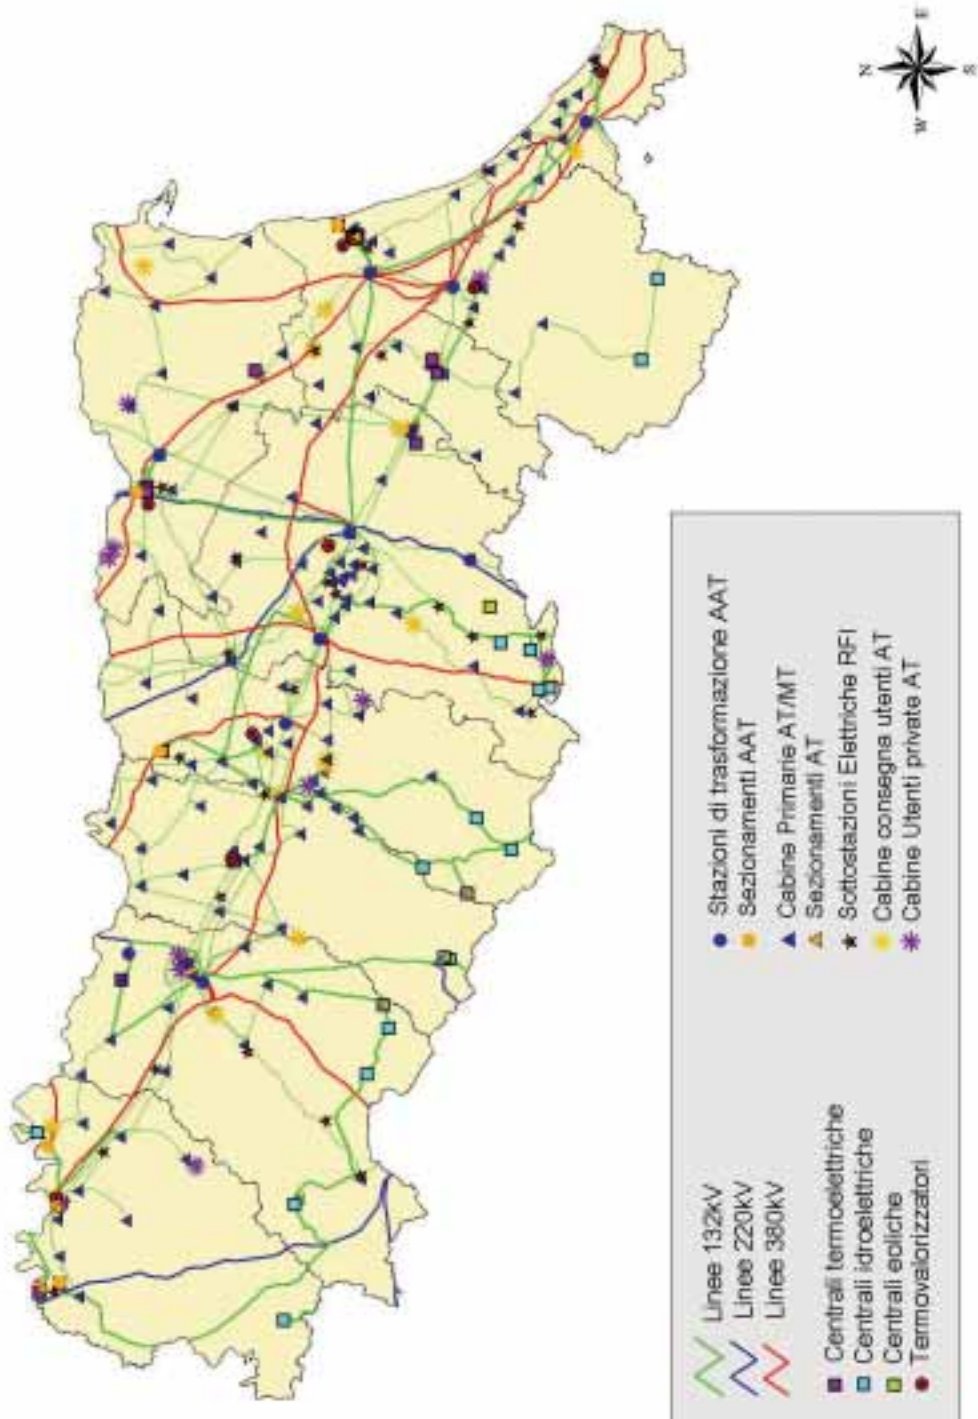 N
E
W
S
Linee 132kV
Linee 220kV
Linee 380kV
Centrali termoelettriche
Centrali idroelettriche
Centrali eoliche
Termovalorizzatori
Stazioni di trasformazione AAT
Sezionamenti AAT
Cabine Primarie AT/MT
Sezionamenti AT
Sottostazioni Elettriche RFI
Cabine consegna utenti AT
Cabine Utenti private AT